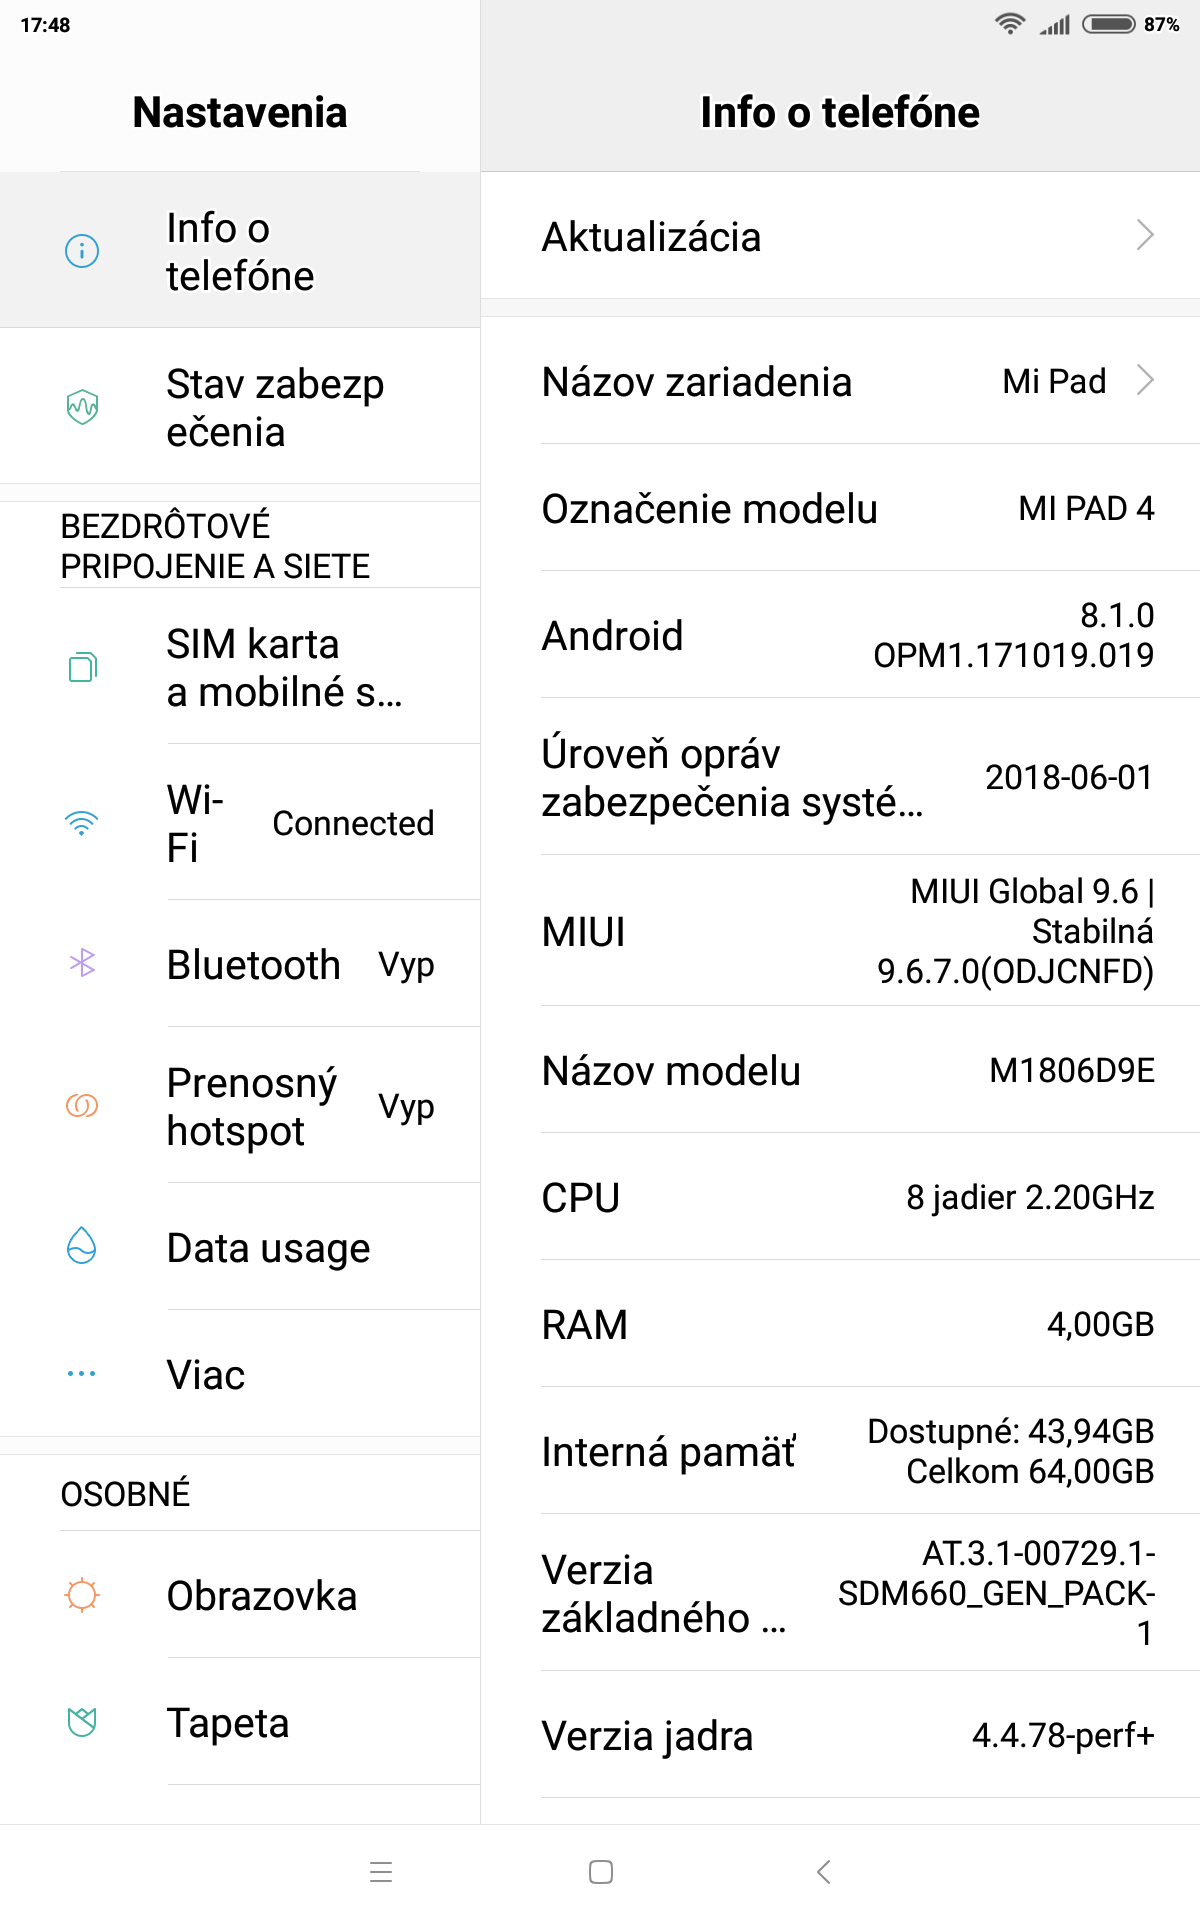 17:48
87%
Nastavenia
Info o
telefóne
Stav zabezp
ečenia
BEZDRÔTOVÉ
PRIPOJENIE A SIETE
SIM karta
a mobilné s...
Wi-
Fi
Connected
Bluetooth
Vyp
Prenosný
hotspot
Vyp
Data usage
Viac
OSOBNÉ
Obrazovka
Tapeta
Info o telefóne
Aktualizácia
Názov zariadenia
Mi Pad
Označenie modelu
MI PAD 4
Android
8.1.0
OPM1.171019.019
Úroveň opráv
zabezpečenia systé...
2018-06-01
MIUI
MIUI Global 9.6 |
Stabilná
9.6.7.0(ODJCNFD)
Názov modelu
M1806D9E
CPU
8 jadier 2.20GHz
RAM
4,00GB
Interná pamäť
Dostupné: 43,94GB
Celkom 64,00GB
Verzia
základného ...
AT.3.1-00729.1-
SDM660_GEN_PACK-
1
Verzia jadra
4.4.78-perf+